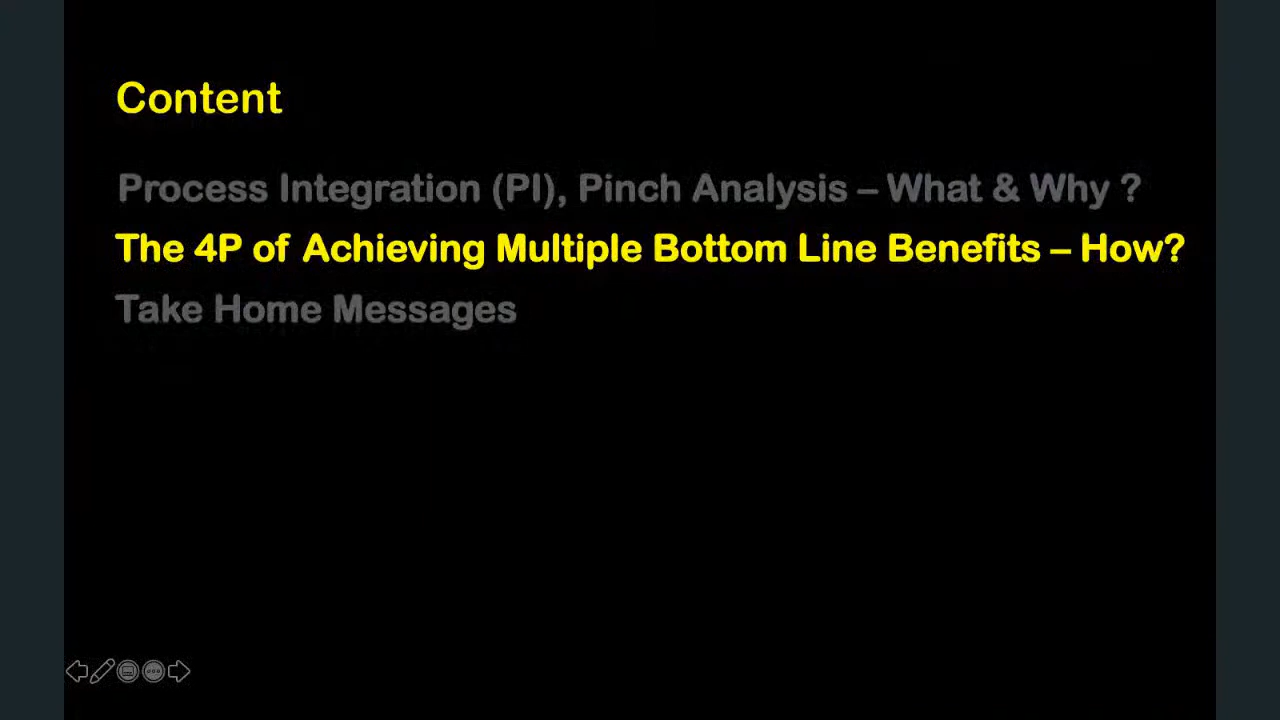 Content
Process Integration (PI), Pinch Analysis – What & Why ?
The 4P of Achieving Multiple Bottom Line Benefits – How?
Take Home Messages